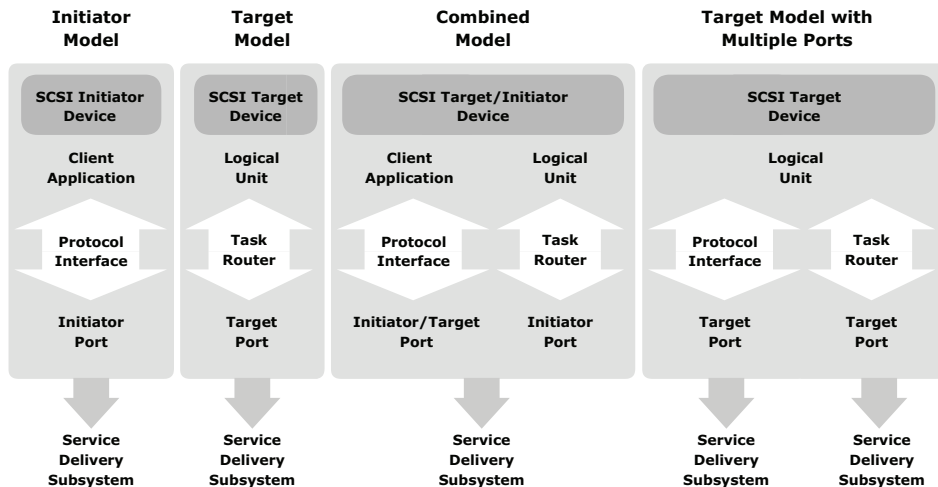 Initiator
Model
Target
Model
Combined
Model
Target Model with
Multiple Ports
SCSI Initiator
Device
SCSI Target
Device
SCSI Target/Initiator
Device
SCSI Target
Device
Client
Application
Logical
Unit
Client
Application
Logical
Unit
Logical
Unit
Protocol
Interface
Task
Router
Protocol
Interface
Task
Router
Protocol
Interface
Task
Router
Initiator
Port
Target
Port
Initiator/Target
Port
Initiator
Port
Target
Port
Target
Port
Service
Delivery
Subsystem
Service
Delivery
Subsystem
Service
Delivery
Subsystem
Service
Delivery
Subsystem
Service
Delivery
Subsystem